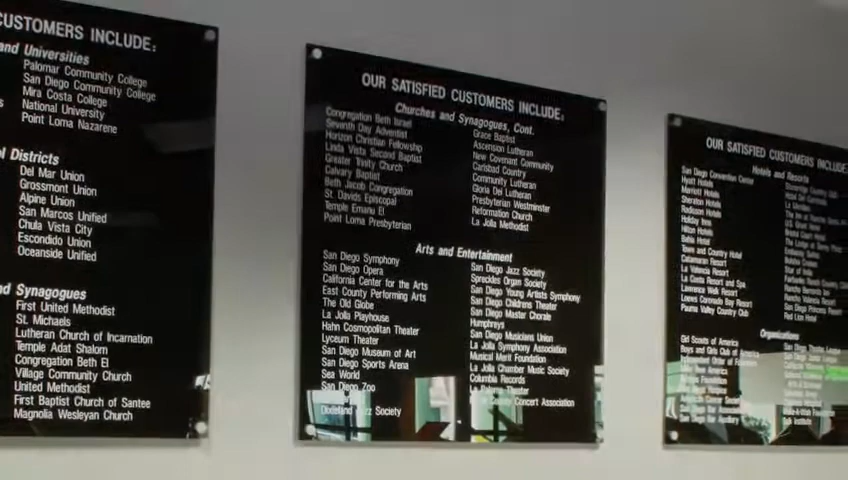 CUSTOMERS INCLUDE:
and Universities
Palomar Community College
San Diego Community College
Mira Costa College
National University
Point Loma Nazarene
Districts
Del Mar Union
Grossmont Union
Alpine Union
San Marcos Unified
Chula Vista City
Escondido Union
Oceanside Unified
Synagogues
First United Methodist
St. Michaels
Lutheran Church of Incarnation
Temple Adat Shalom
Congregation Beth El
Village Community Church
United Methodist
First Baptist Church of Santee
Magnolia Wesleyan Church
OUR SATISFIED CUSTOMERS INCLUDE:
Churches and Synagogues, Cont.
Congregation Beth Israel
Seventh Day Adventist
Horizon Christian Fellowship
Linda Vista Second Baptist
Greater Trinity Church
Calvary Baptist
Beth Jacob Congregation
St. Davids Episcopal
Temple Emanu El
Point Loma Presbyterian
Grace Baptist
Ascension Lutheran
New Covenant Community
Carlsbad Country
Community Lutheran
Gloria Dei Lutheran
Presbyterian Westminster
Reformation Church
La Jolla Methodist
Arts and Entertainment
San Diego Symphony
San Diego Opera
California Center for the Arts
East County Performing Arts
The Old Globe
La Jolla Playhouse
Hahn Cosmopolitan Theater
Lyceum Theater
San Diego Museum of Art
San Diego Sports Arena
Sea World
San Diego Zoo
Dixieland Jazz Society
San Diego Jazz Society
Spreckles Organ Society
San Diego Young Artists Symphony
San Diego Childrens Theater
San Diego Master Chorale
Humphreys
San Diego Musicians Union
La Jolla Symphony Association
Musical Merit Foundation
La Jolla Chamber Music Society
Columbia Records
La Paloma Theater
Concert Association
OUR SATISFIED CUSTOMERS INCLUDE:
Hotels and Resorts
San Diego Convention Center
Hyatt Hotels
Marriott Hotels
Sheraton Hotels
Radisson Hotels
Holiday Inns
Hilton Hotels
Bahia Hotel
Town and Country Hotel
Catamaran Resort
La Valencia Resort
La Costa Resort and Spa
Lawrence Welk Resort
Loews Coronado Bay Resort
Pauma Valley Country Club
Organizations
Girl Scouts of America
Boys and Girls Club of America